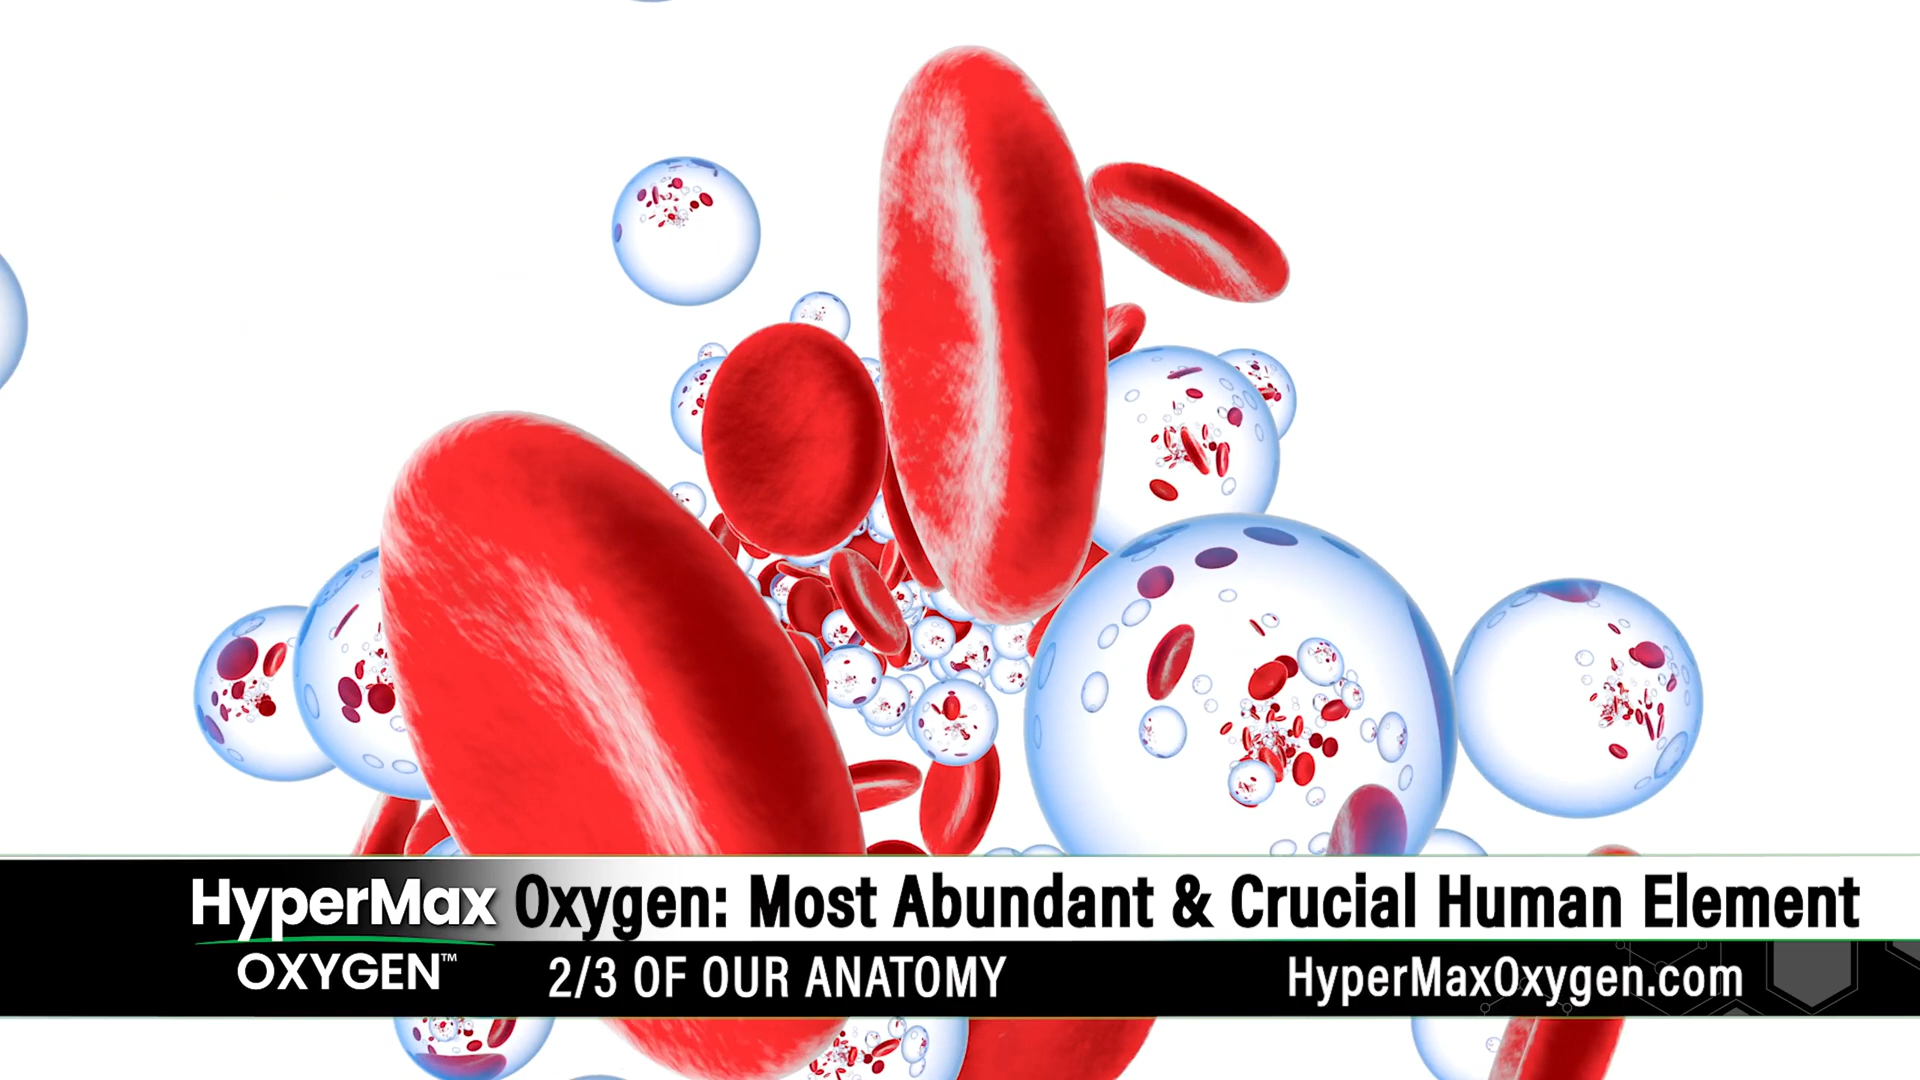 HyperMax
OXYGEN™
Oxygen: Most Abundant & Crucial Human Element
2/3 OF OUR ANATOMY
HyperMaxOxygen.com